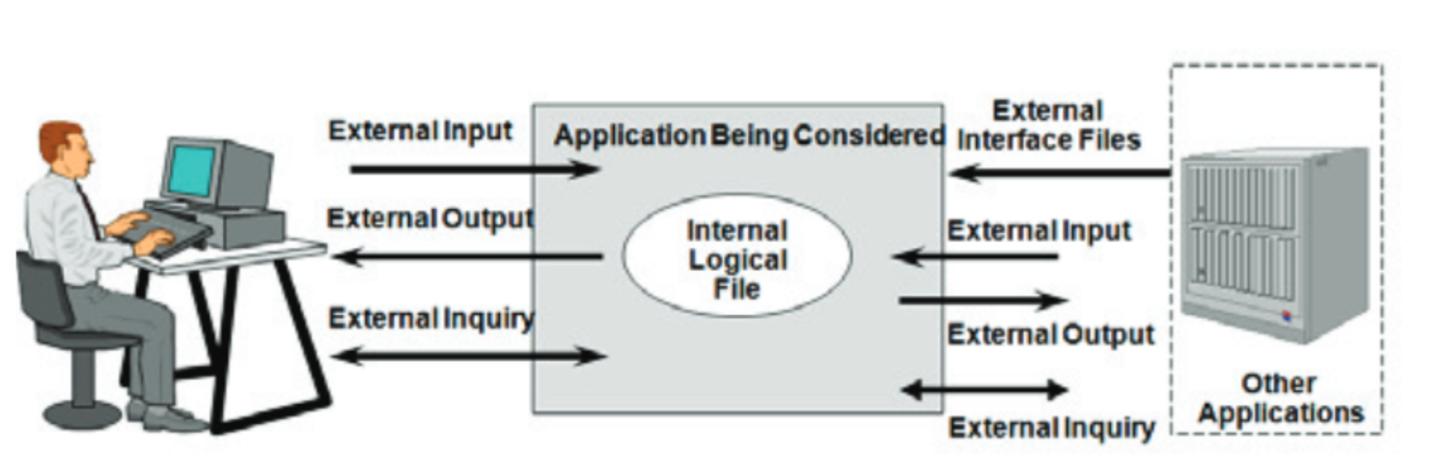 External Input
External Output
External Inquiry
Application Being Considered
Internal
Logical
File
External
Interface Files
External Input
External Output
External Inquiry
Other
Applications